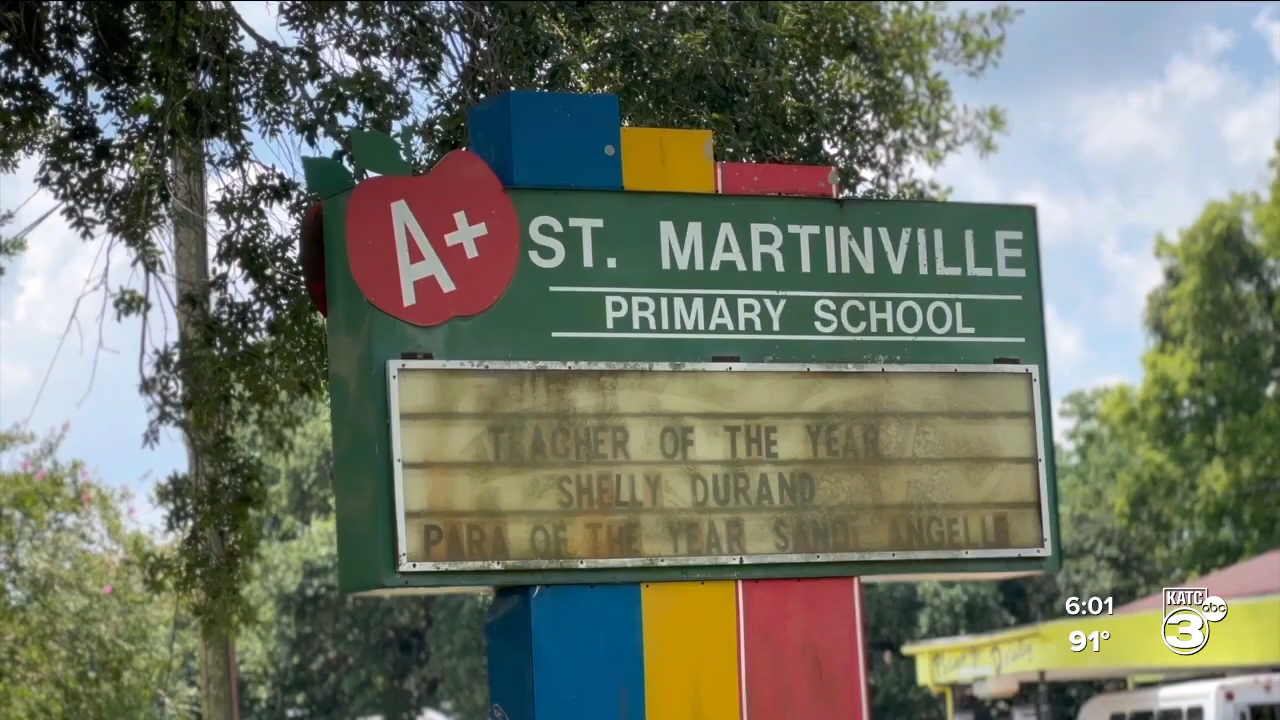 A+
ST. MARTINVILLE
PRIMARY SCHOOL
TEACHER OF THE YEAR
SHELLY DURAND
PARA OF THE YEAR SANDI ANGELLE
6:01
91°
KATC
abc
3